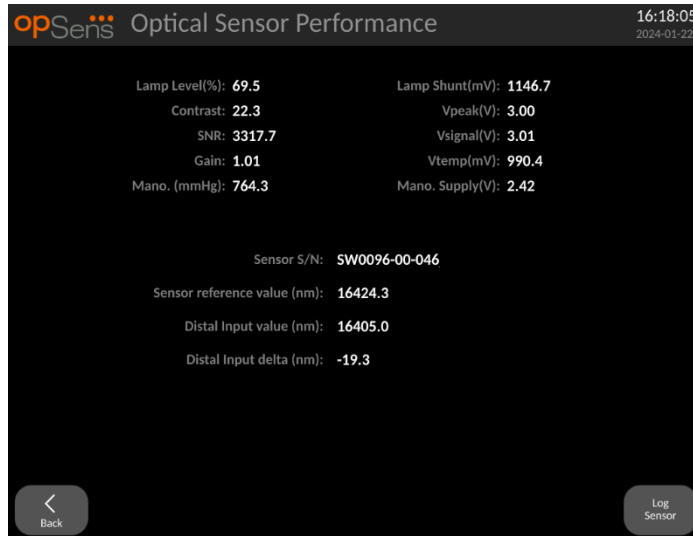 opSens Optical Sensor Performance 16:18:05
2024-01-22
Lamp Level(%): 69.5 Lamp Shunt(mV): 1146.7
Contrast: 22.3 Vpeak(V): 3.00
SNR: 3317.7 Vsignal(V): 3.01
Gain: 1.01 Vtemp(mV): 990.4
Mano. (mmHg): 764.3 Mano. Supply(V): 2.42
Sensor S/N: SW0096-00-046
Sensor reference value (nm): 16424.3
Distal Input value (nm): 16405.0
Distal Input delta (nm): -19.3
Back
Log
Sensor